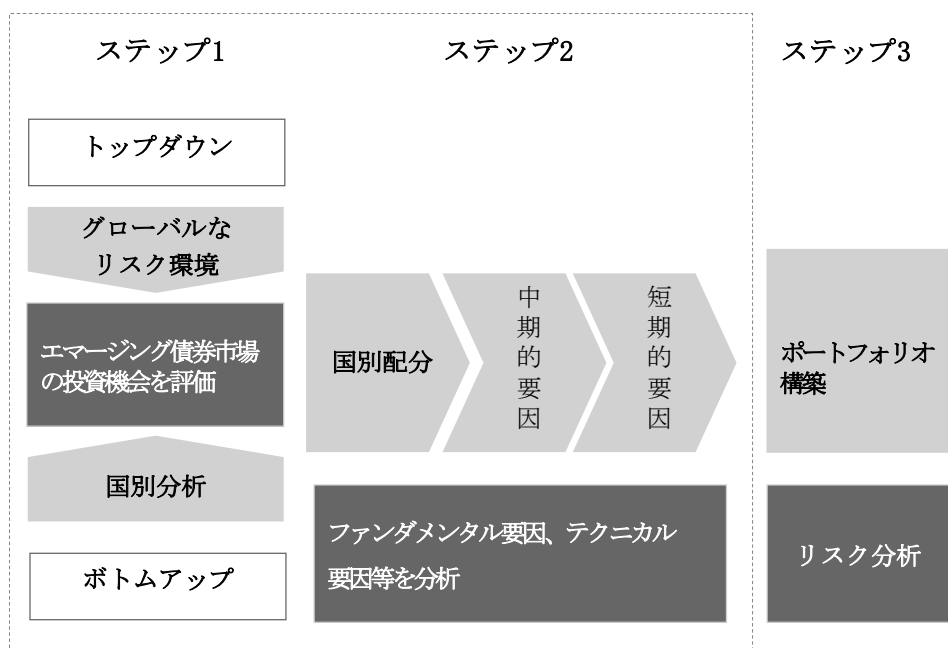 ステップ1
トップダウン
グローバルな
リスク環境
エマージング債券市場
の投資機会を評価
国別分析
ボトムアップ
ステップ2
国別配分
中期的要因
短期的要因
ファンダメンタル要因、テクニカル
要因等を分析
ステップ3
ポートフォリオ
構築
リスク分析